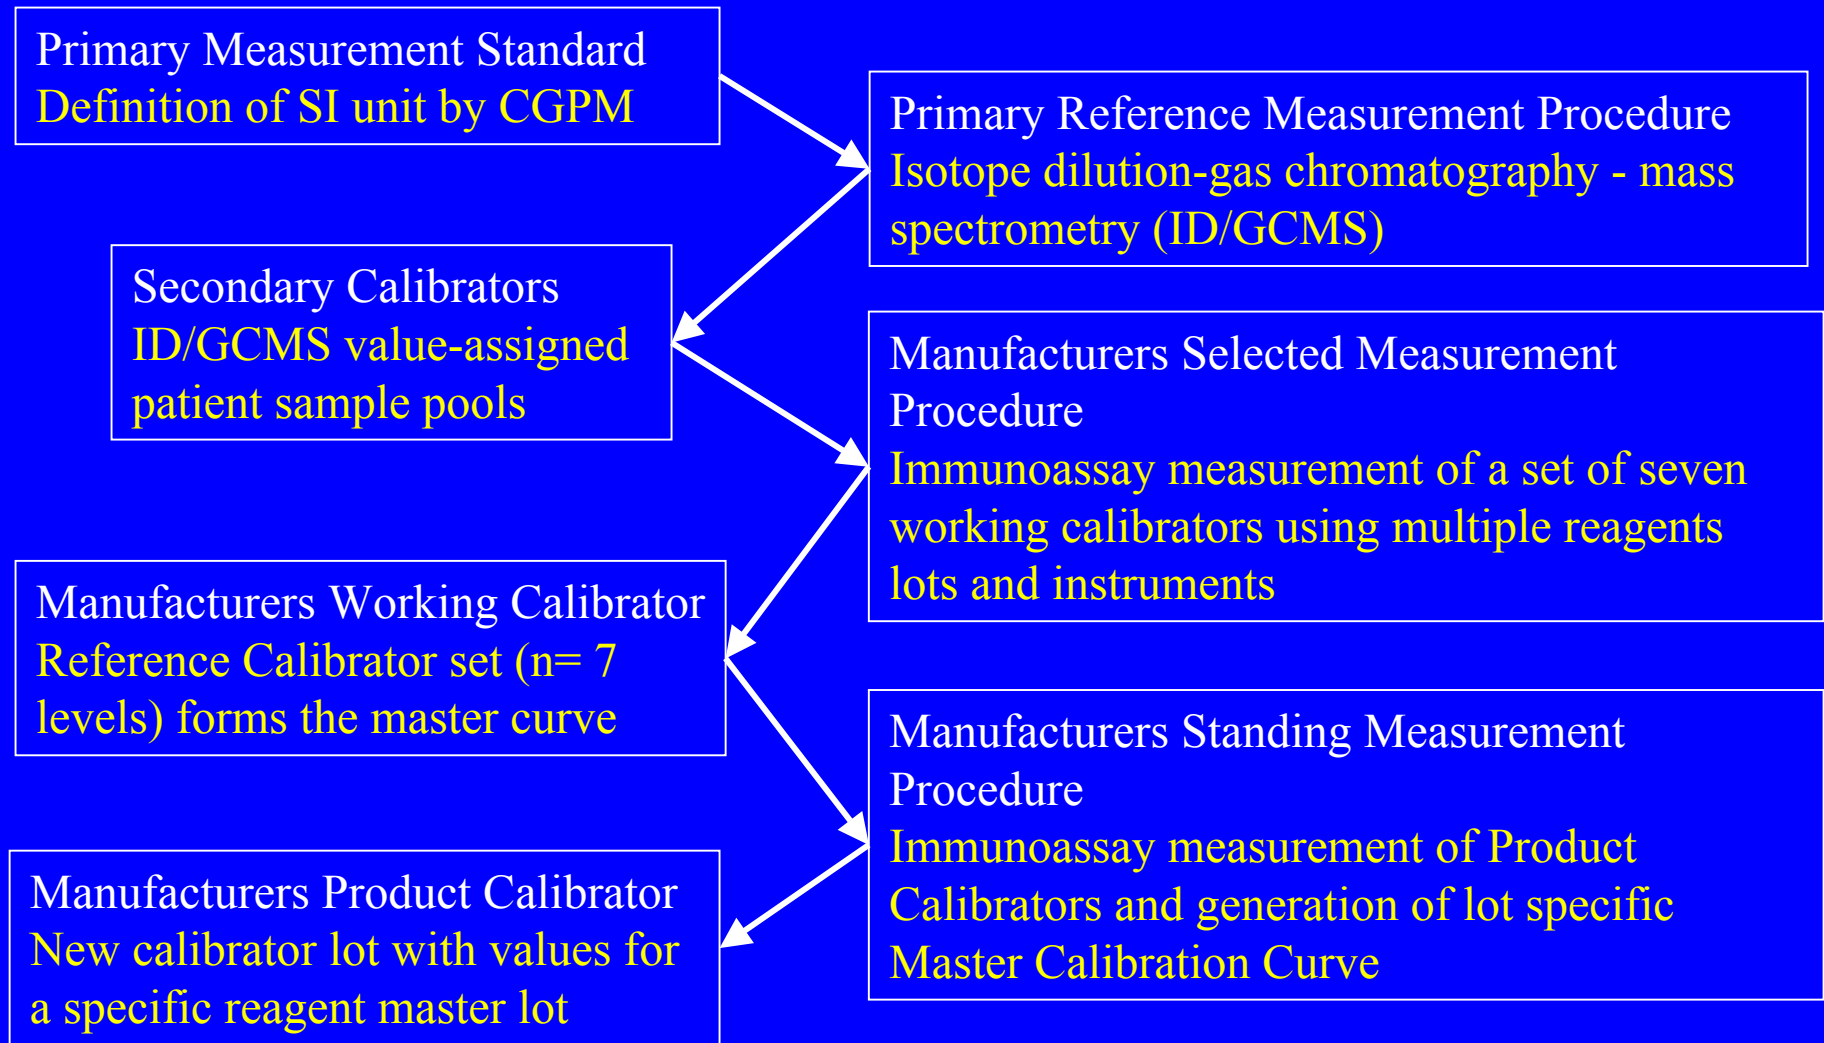 Primary Measurement Standard
Definition of SI unit by CGPM
Primary Reference Measurement Procedure
Isotope dilution-gas chromatography - mass
spectrometry (ID/GCMS)
Secondary Calibrators
ID/GCMS value-assigned
patient sample pools
Manufacturers Selected Measurement
Procedure
Immunoassay measurement of a set of seven
working calibrators using multiple reagents
lots and instruments
Manufacturers Working Calibrator
Reference Calibrator set (n= 7
levels) forms the master curve
Manufacturers Standing Measurement
Procedure
Immunoassay measurement of Product
Calibrators and generation of lot specific
Master Calibration Curve
Manufacturers Product Calibrator
New calibrator lot with values for
a specific reagent master lot